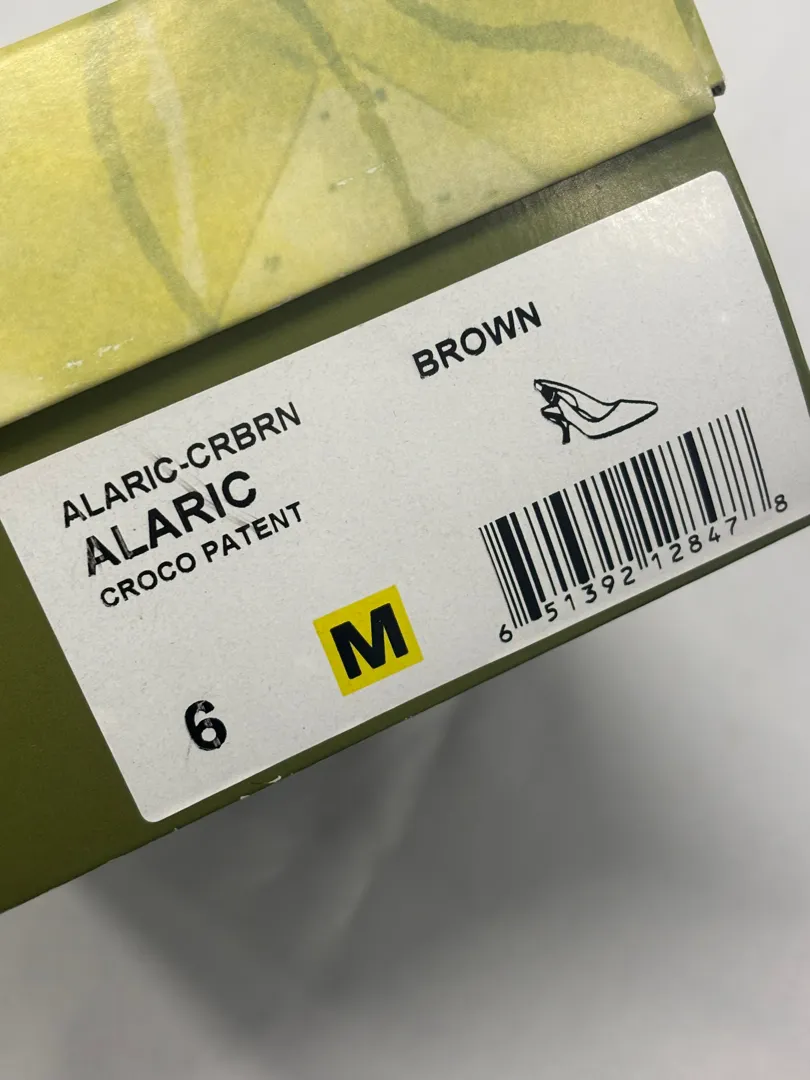 BROWN
ALARIC-CRBRN
ALARIC
CROCO PATENT
M
6
6 51392 12847 8